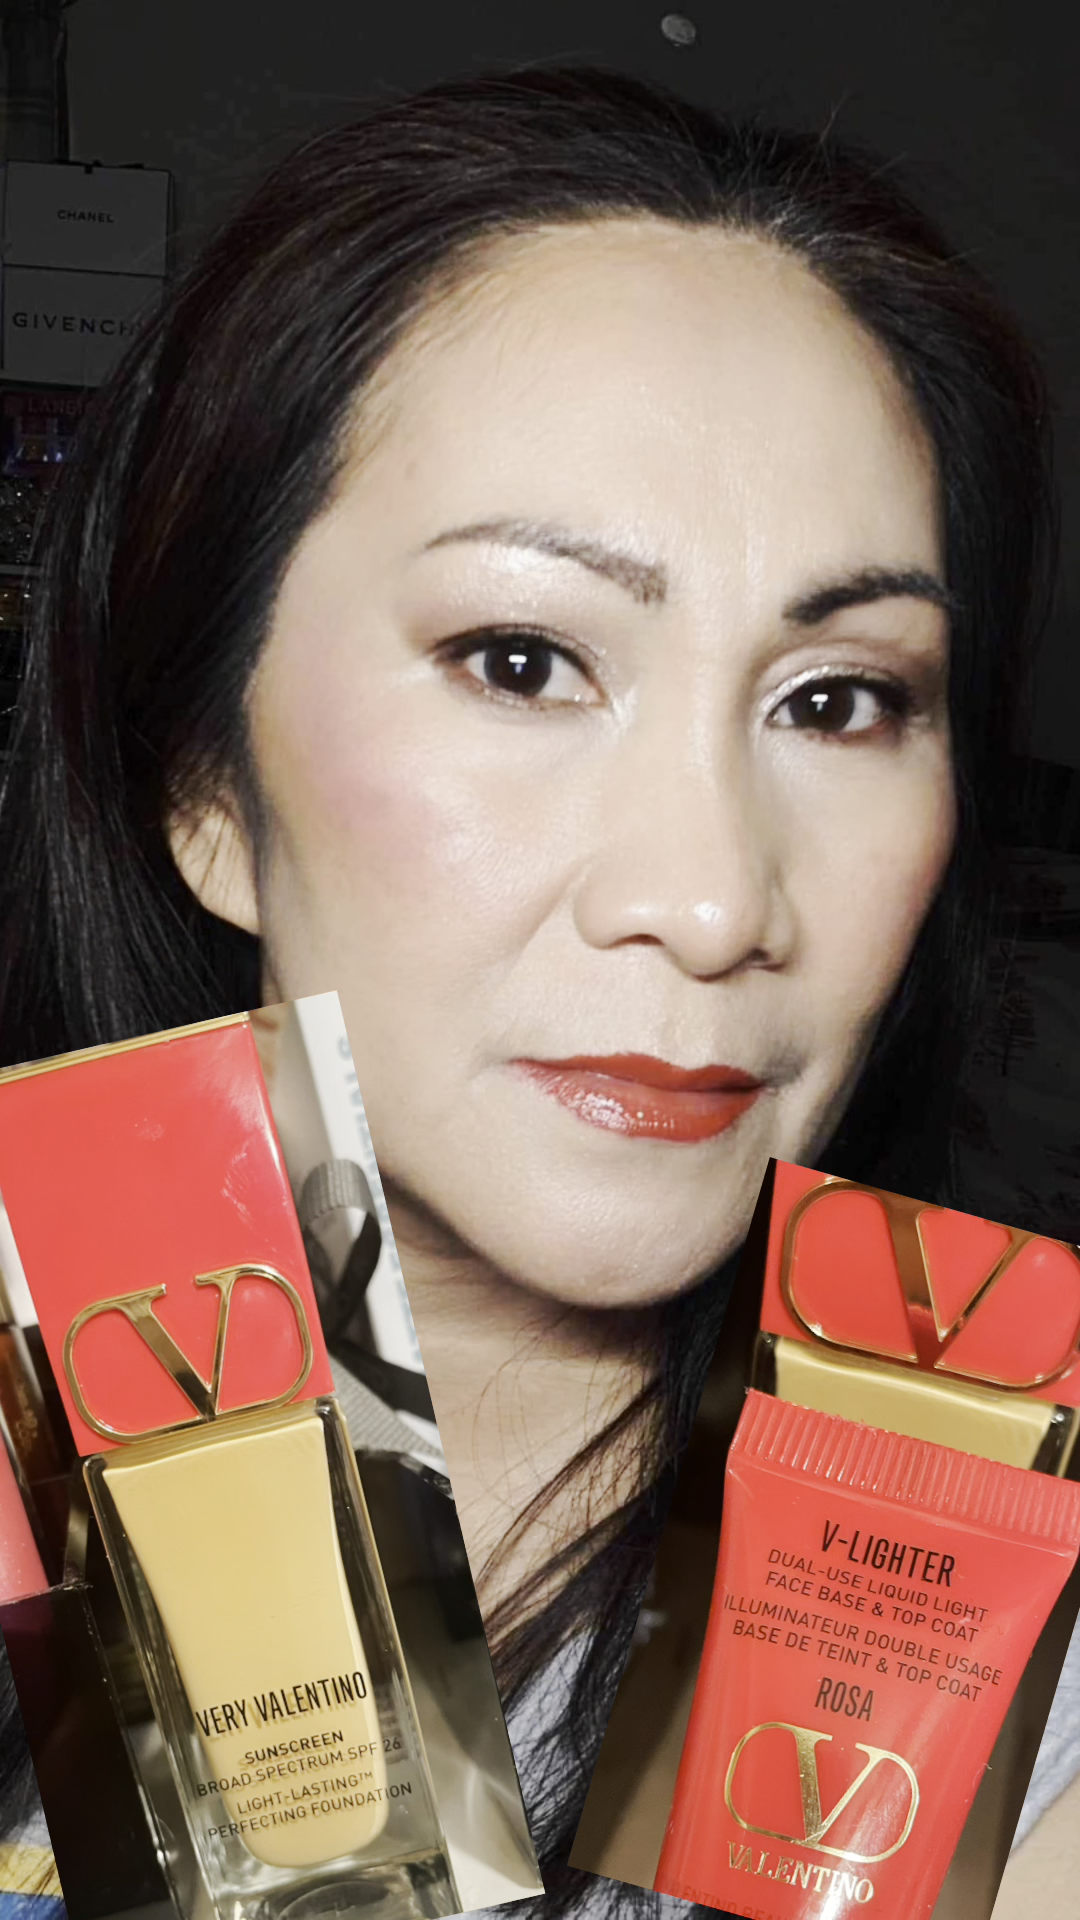 CHANEL
GIVENCH
VERY VALENTINO
SUNSCREEN
BROAD SPECTRUM SPF 26
LIGHT-LASTING™
PERFECTING FOUNDATION
V-LIGHTER
DUAL-USE LIQUID LIGHT
FACE BASE & TOP COAT
ILLUMINATEUR DOUBLE USAGE
BASE DE TEINT & TOP COAT
ROSA
VALENTINO